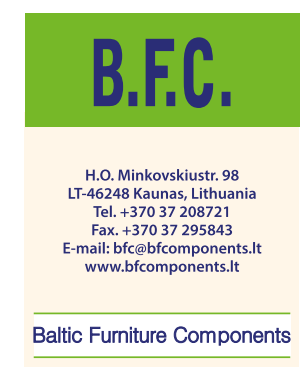 B.F.C.
H.O. Minkovskiustr. 98
LT-46248 Kaunas, Lithuania
Tel. +370 37 208721
Fax. +370 37 295843
E-mail: bfc@bfcomponents.lt
www.bfcomponents.lt
Baltic Furniture Components